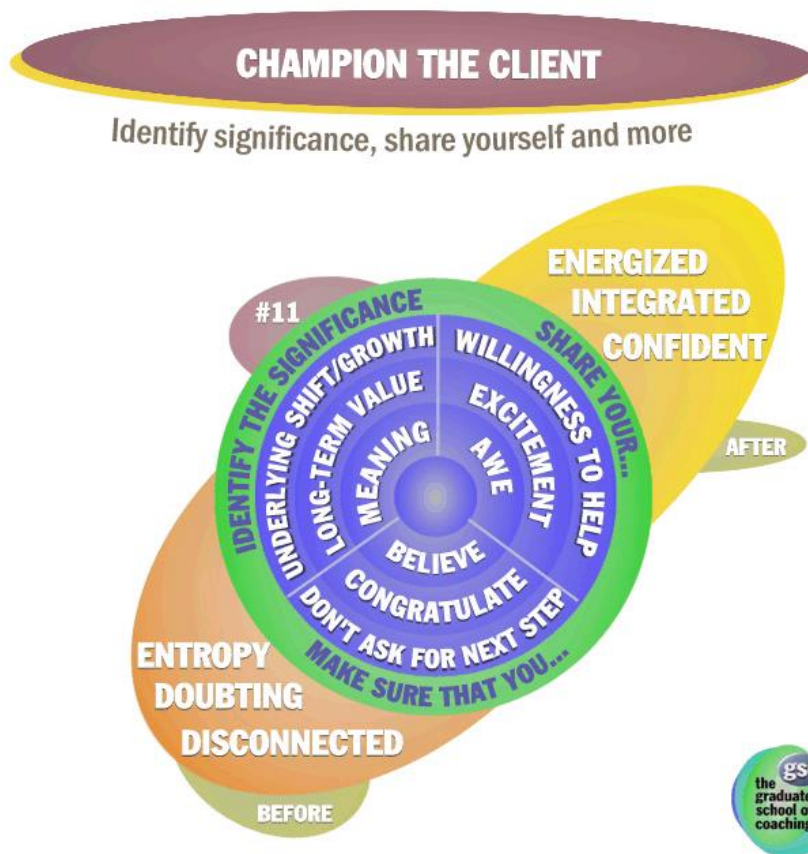 CHAMPION THE CLIENT
Identify significance, share yourself and more
#11
ENERGIZED
INTEGRATED
CONFIDENT
AFTER
IDENTIFY THE SIGNIFICANCE
UNDERLYING SHIFT/GROWTH
LONG-TERM VALUE
MEANING
SHARE YOUR...
WILLINGNESS TO HELP
EXCITEMENT
AWE
BELIEVE
CONGRATULATE
DON'T ASK FOR NEXT STEP
MAKE SURE THAT YOU...
ENTROPY
DOUBTING
DISCONNECTED
BEFORE
gs
the
graduate
school of
coaching